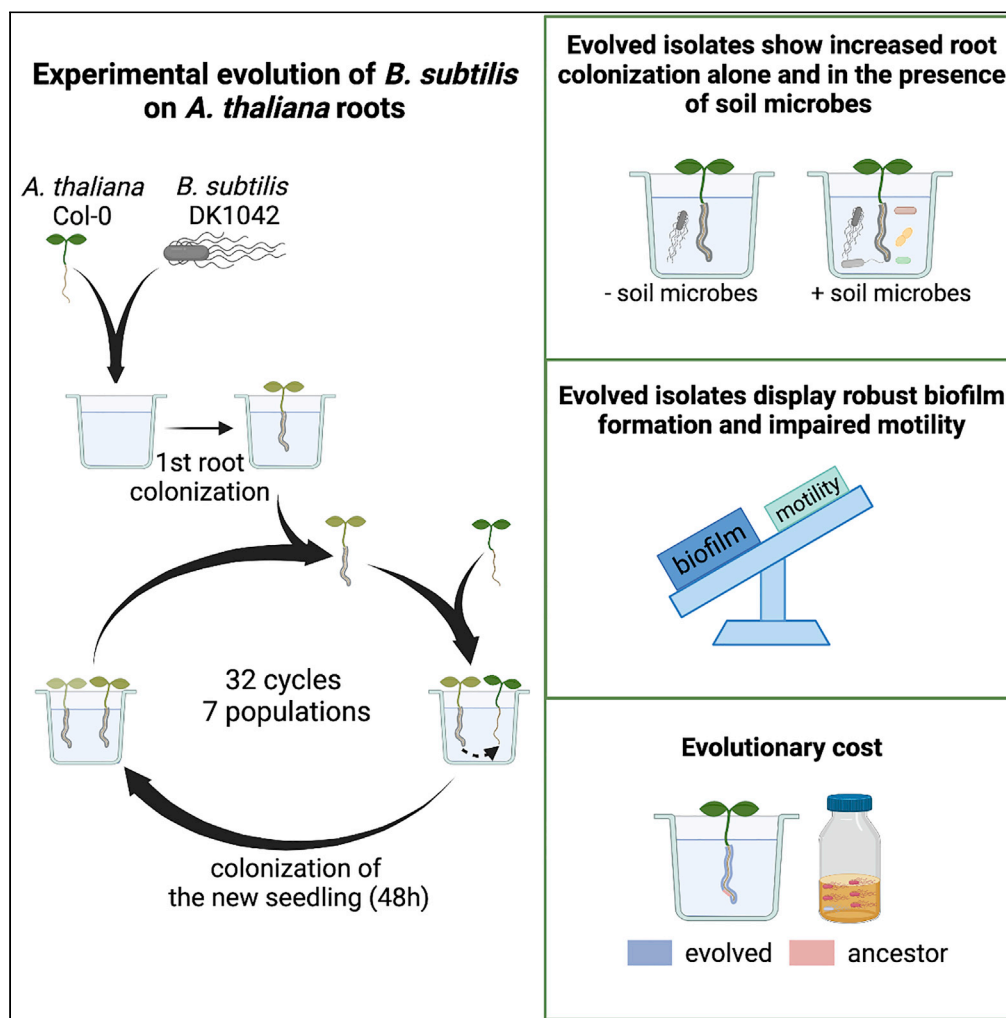 Experimental evolution of B. subtilis
on A. thaliana roots
A. thaliana
Col-0
B. subtilis
DK1042
1st root
colonization
32 cycles
7 populations
colonization of
the new seedling (48h)
Evolved isolates show increased root
colonization alone and in the presence
of soil microbes
- soil microbes
+ soil microbes
Evolved isolates display robust biofilm
formation and impaired motility
biofilm
motility
Evolutionary cost
evolved
ancestor